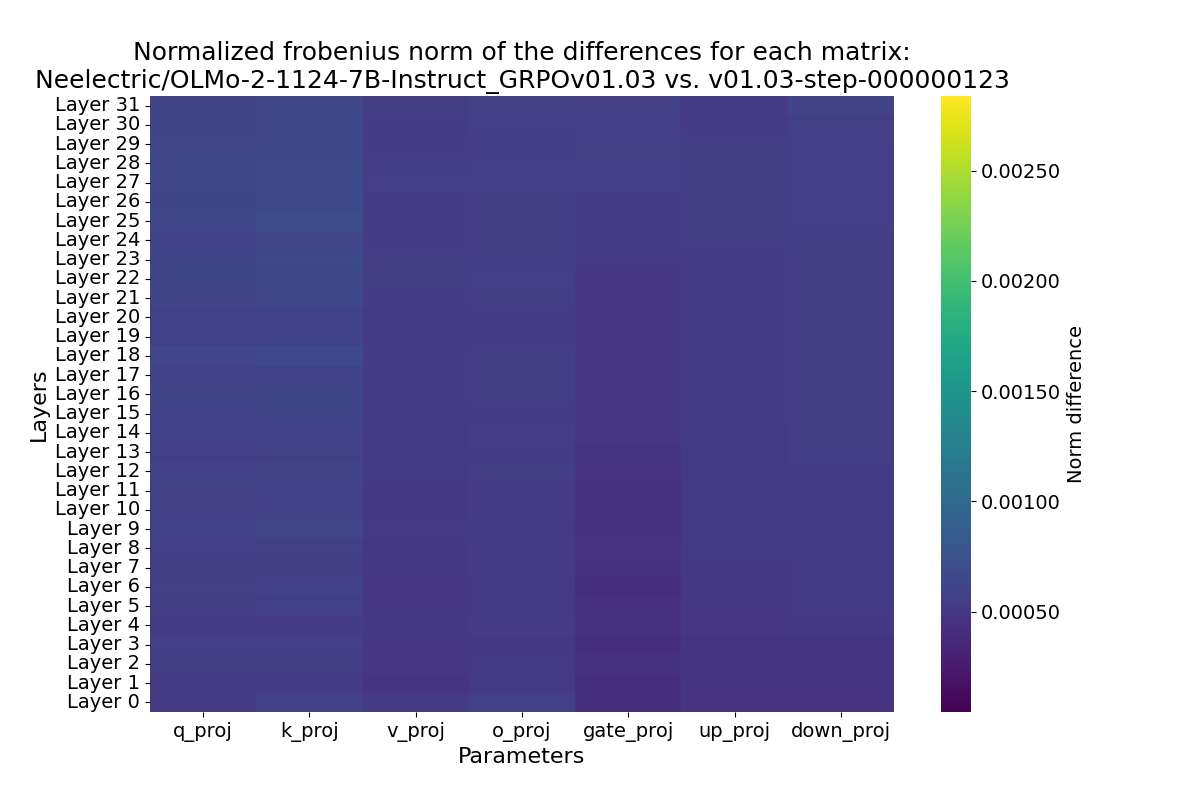 Normalized frobenius norm of the differences for each matrix:
Neelectric/OLMo-2-1124-7B-Instruct_GRPOv01.03 vs. v01.03-step-000000123
Layers
Layer 31
Layer 30
Layer 29
Layer 28
Layer 27
Layer 26
Layer 25
Layer 24
Layer 23
Layer 22
Layer 21
Layer 20
Layer 19
Layer 18
Layer 17
Layer 16
Layer 15
Layer 14
Layer 13
Layer 12
Layer 11
Layer 10
Layer 9
Layer 8
Layer 7
Layer 6
Layer 5
Layer 4
Layer 3
Layer 2
Layer 1
Layer 0
q_proj k_proj v_proj o_proj gate_proj up_proj down_proj
Parameters
0.00250
0.00200
0.00150
0.00100
0.00050
Norm difference